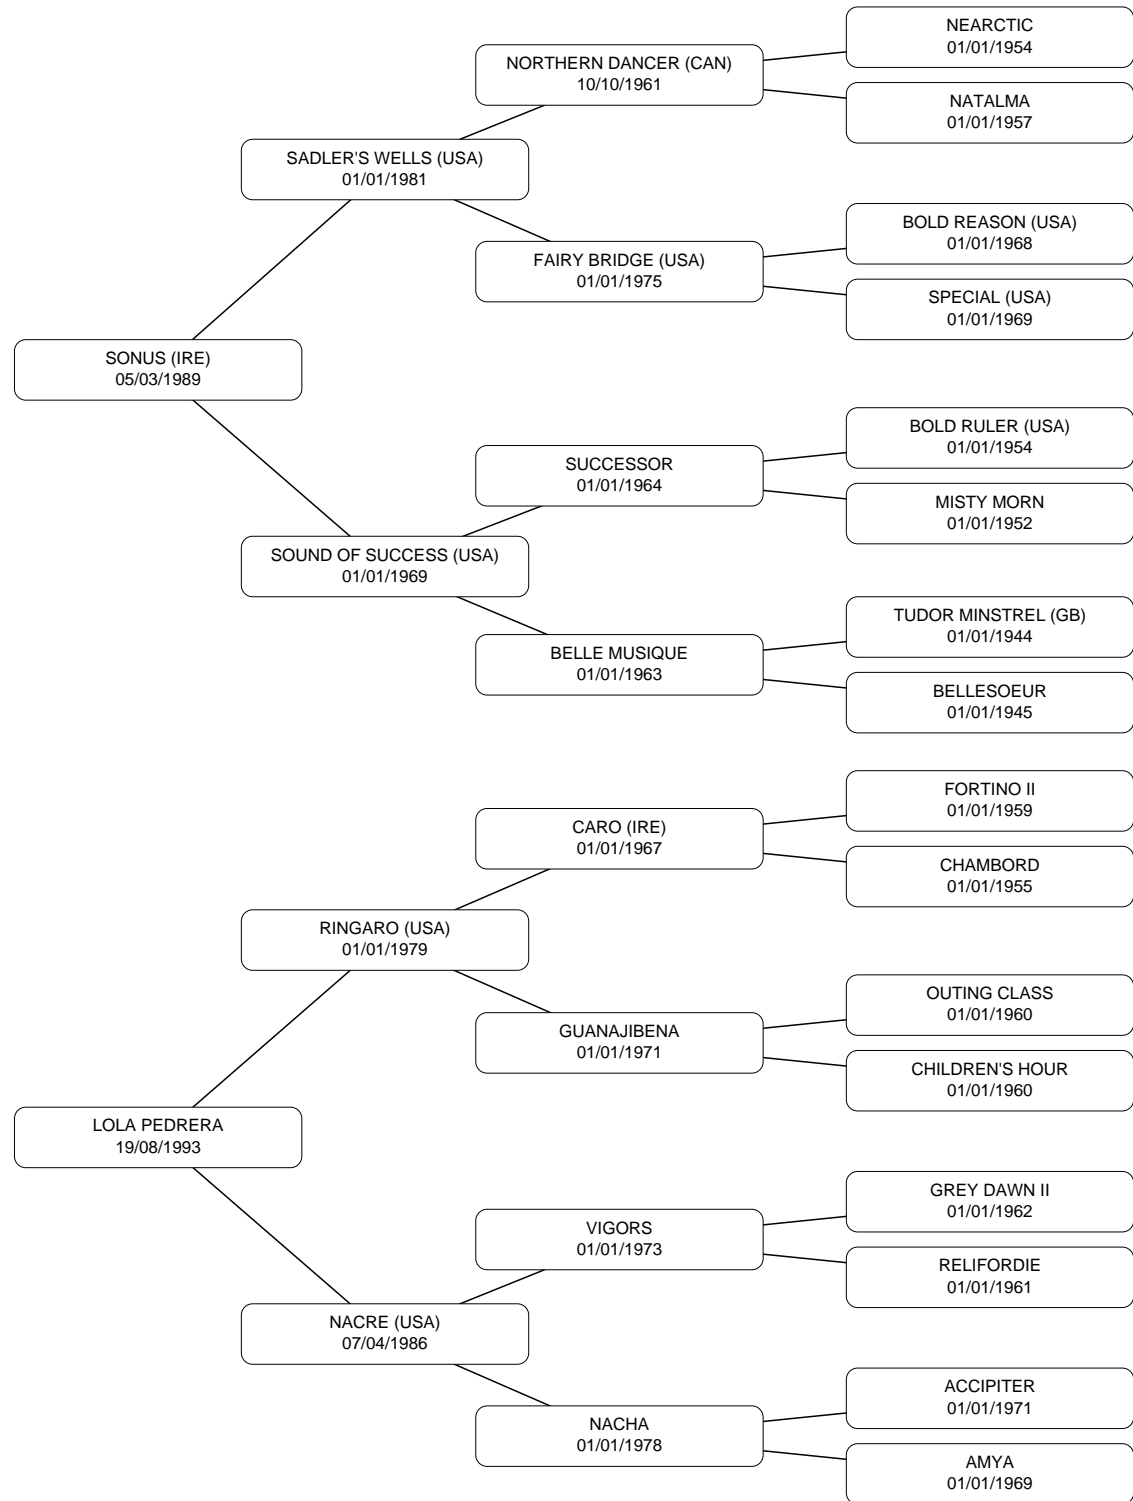 NEARCTIC
01/01/1954
NORTHERN DANCER (CAN)
10/10/1961
NATALMA
01/01/1957
SADLER'S WELLS (USA)
01/01/1981
BOLD REASON (USA)
01/01/1968
FAIRY BRIDGE (USA)
01/01/1975
SPECIAL (USA)
01/01/1969
SONUS (IRE)
05/03/1989
BOLD RULER (USA)
01/01/1954
SUCCESSOR
01/01/1964
MISTY MORN
01/01/1952
SOUND OF SUCCESS (USA)
01/01/1969
TUDOR MINSTREL (GB)
01/01/1944
BELLE MUSIQUE
01/01/1963
BELLESOEUR
01/01/1945
FORTINO II
01/01/1959
CARO (IRE)
01/01/1967
CHAMBORD
01/01/1955
RINGARO (USA)
01/01/1979
OUTING CLASS
01/01/1960
GUANAJIBENA
01/01/1971
CHILDREN'S HOUR
01/01/1960
LOLA PEDRERA
19/08/1993
GREY DAWN II
01/01/1962
VIGORS
01/01/1973
RELIFORDIE
01/01/1961
NACRE (USA)
07/04/1986
ACCIPITER
01/01/1971
NACHA
01/01/1978
AMYA
01/01/1969